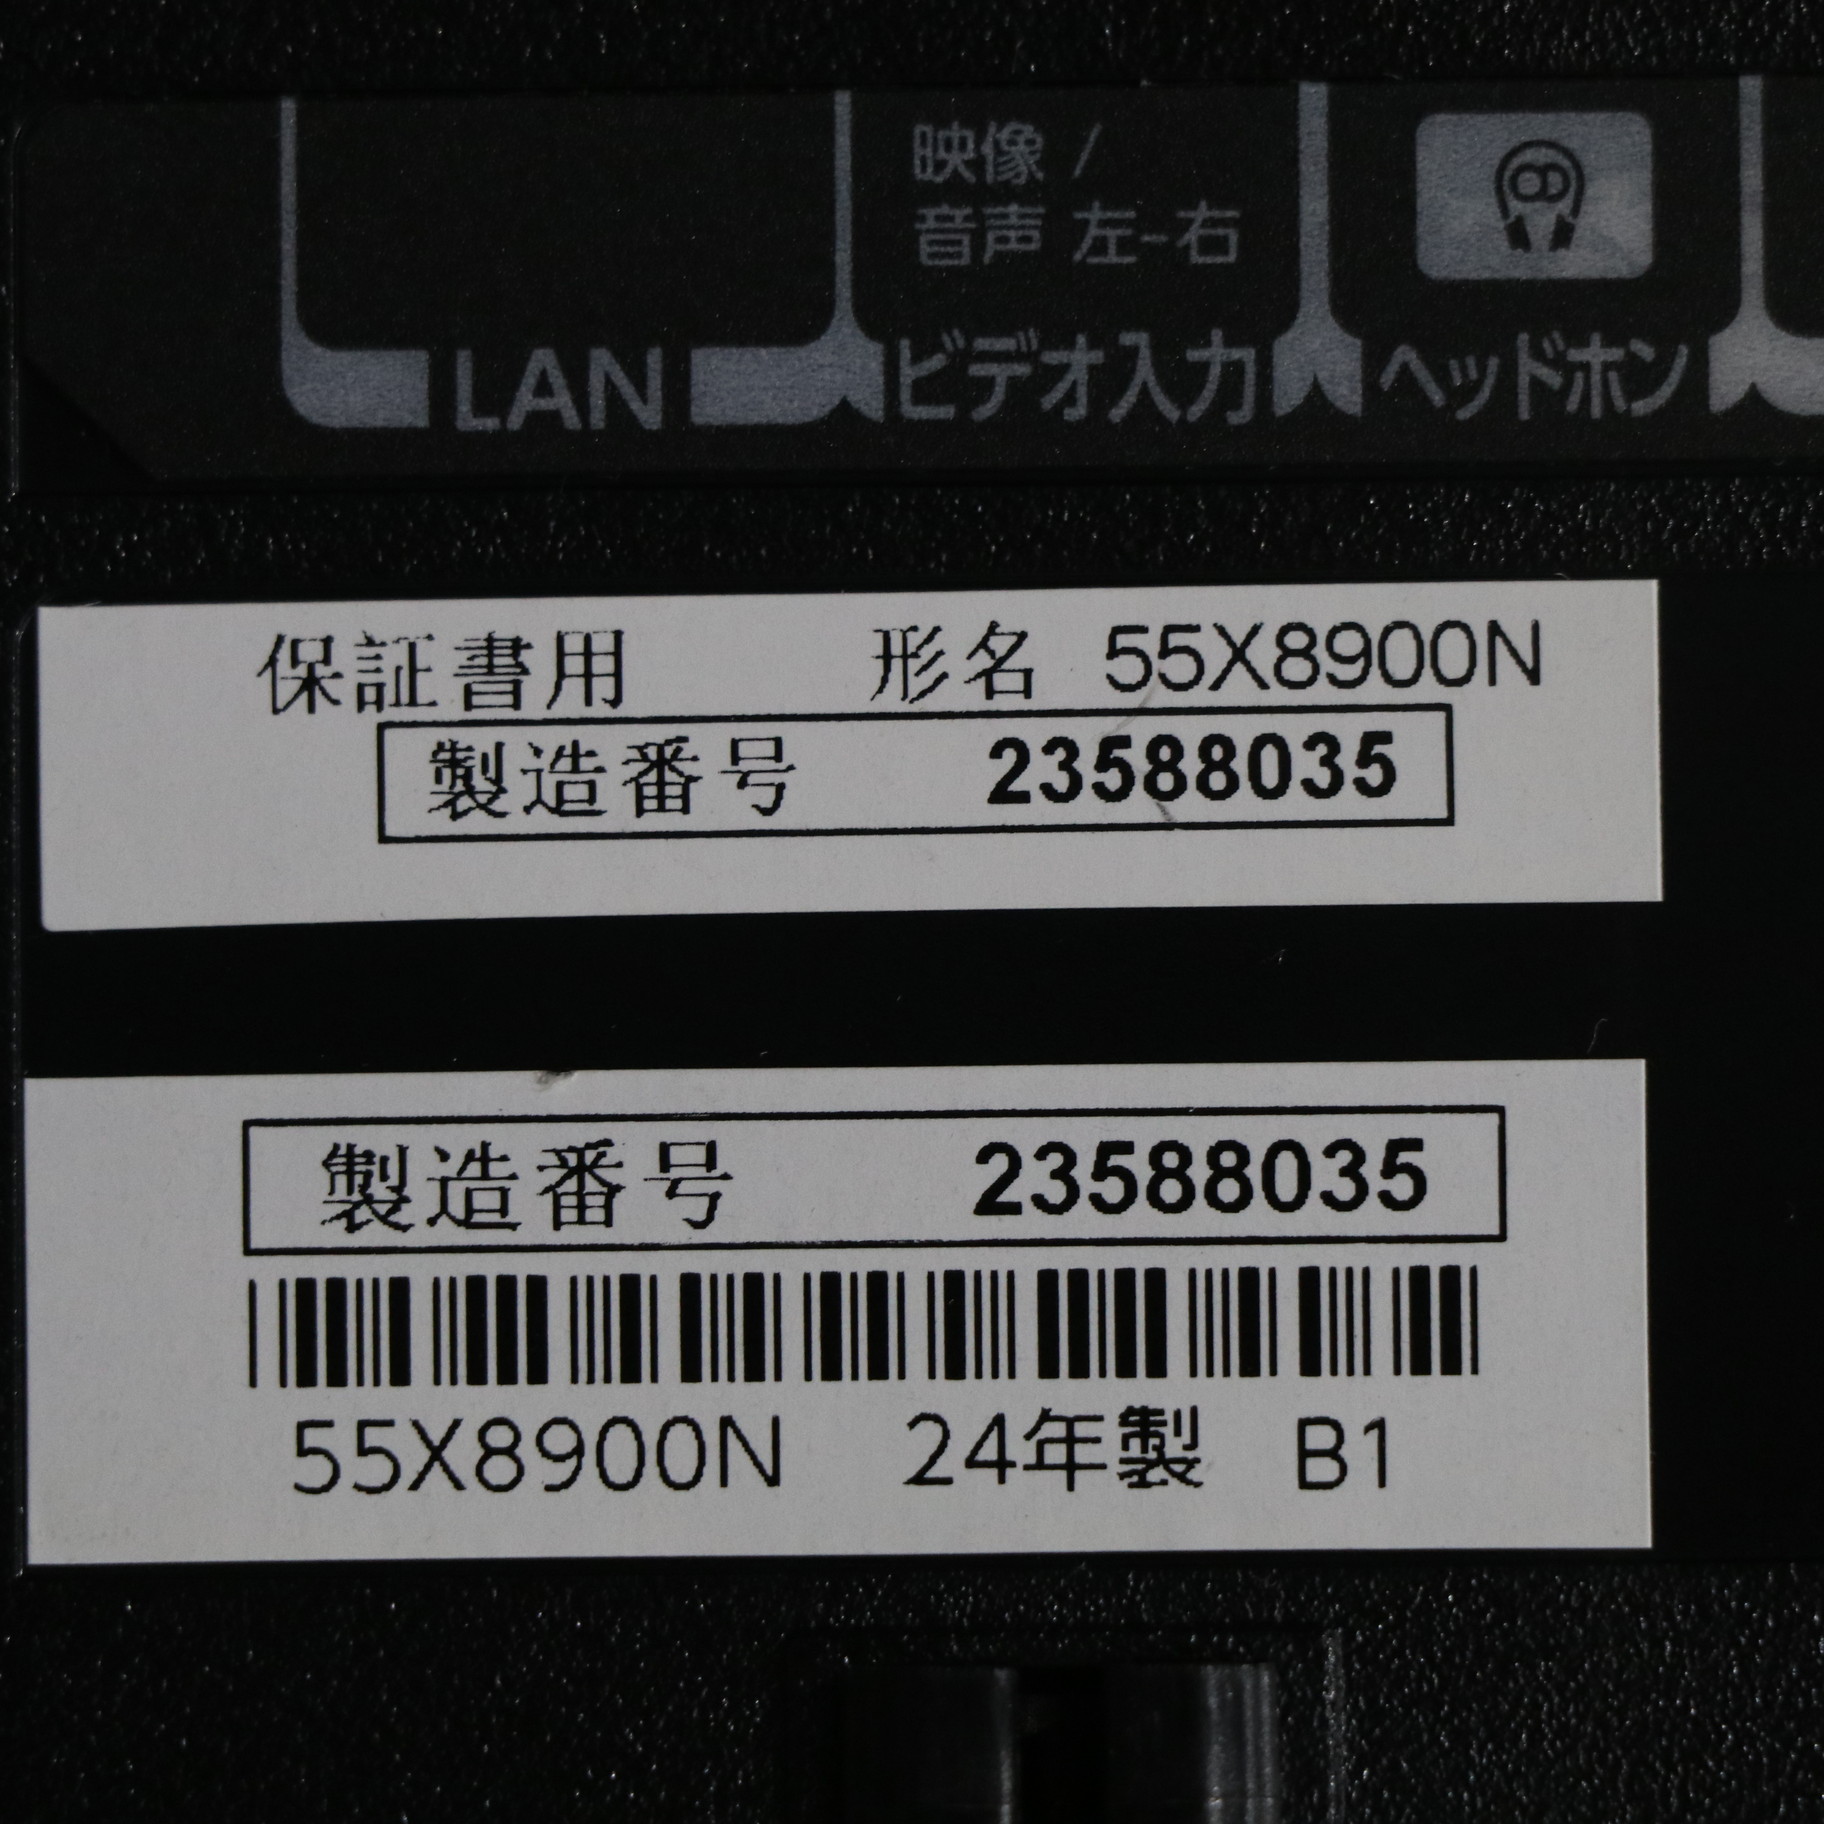 映像 /
音声 左-右
LAN ビデオ入力 ヘッドホン
保証書用 形名 55X8900N
製造番号 23588035
製造番号 23588035
55X8900N 24年製 B1